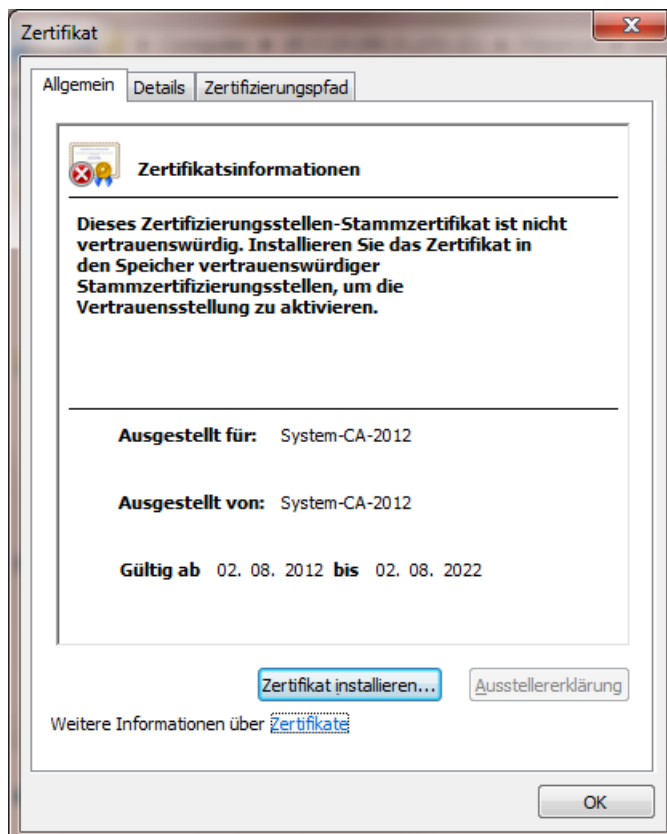 Zertifikat
Allgemein Details Zertifizierungspfad
Zertifikatsinformationen
Dieses Zertifizierungsstellen-Stammzertifikat ist nicht
vertrauenswürdig. Installieren Sie das Zertifikat in
den Speicher vertrauenswürdiger
Stammzertifizierungsstellen, um die
Vertrauensstellung zu aktivieren.
Ausgestellt für: System-CA-2012
Ausgestellt von: System-CA-2012
Gültig ab 02. 08. 2012 bis 02. 08. 2022
Zertifikat installieren... Ausstellererklärung
Weitere Informationen über Zertifikate
OK